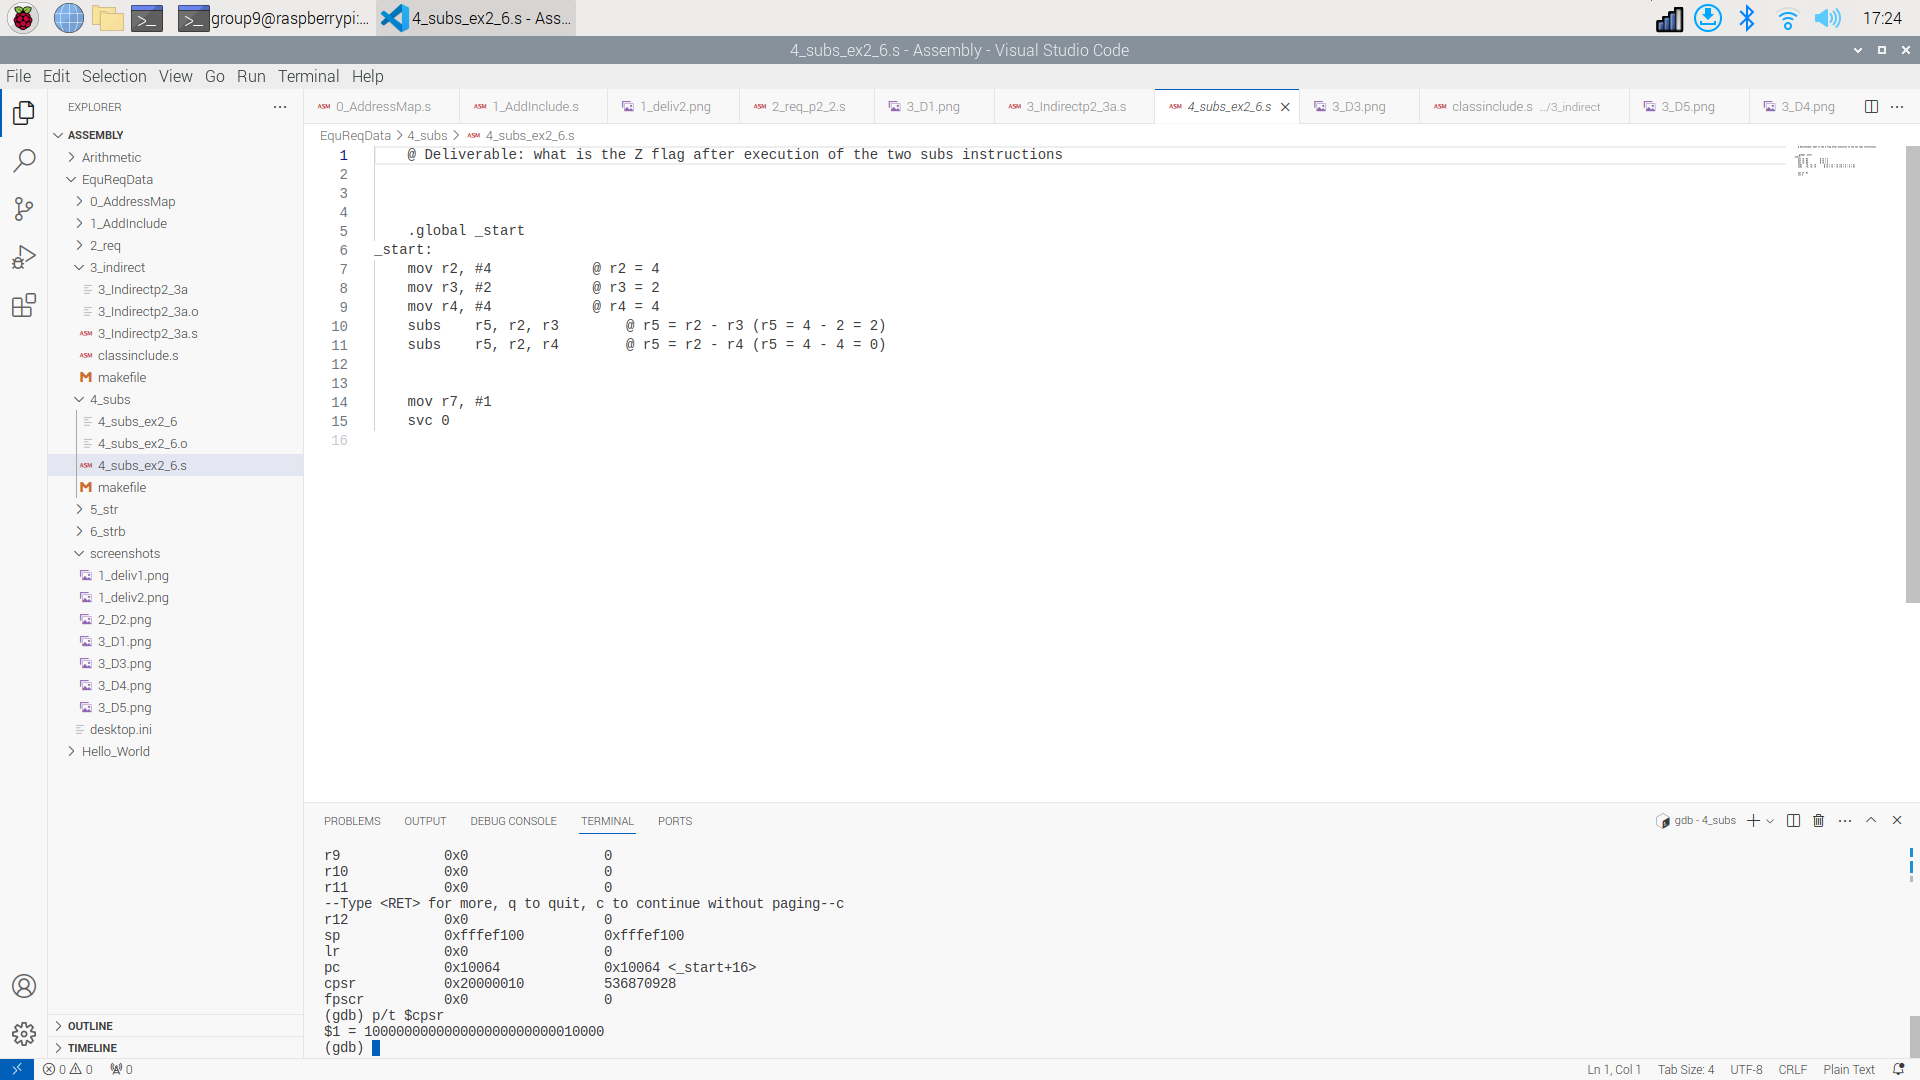 group9@raspberrypi:...
4_subs_ex2_6.s - Ass...
17:24
4_subs_ex2_6.s - Assembly - Visual Studio Code
File Edit Selection View Go Run Terminal Help
EXPLORER
ASSEMBLY
Arithmetic
EquReqData
0_AddressMap
1_AddInclude
2_req
3_indirect
3_Indirectp2_3a
3_Indirectp2_3a.o
ASM 3_Indirectp2_3a.s
ASM classinclude.s
M makefile
4_subs
4_subs_ex2_6
4_subs_ex2_6.o
ASM 4_subs_ex2_6.s
M makefile
5_str
6_strb
screenshots
1_deliv1.png
1_deliv2.png
2_D2.png
3_D1.png
3_D3.png
3_D4.png
3_D5.png
desktop.ini
Hello_World
OUTLINE
TIMELINE
ASM 0_AddressMap.s ASM 1_AddInclude.s 1_deliv2.png ASM 2_req_p2_2.s 3_D1.png ASM 3_Indirectp2_3a.s ASM 4_subs_ex2_6.s 3_D3.png ASM classinclude.s .../3_indirect 3_D5.png 3_D4.png
EquReqData > 4_subs > ASM 4_subs_ex2_6.s
1 @ Deliverable: what is the Z flag after execution of the two subs instructions
2
3
4
5 .global _start
6 _start:
7 mov r2, #4 @ r2 = 4
8 mov r3, #2 @ r3 = 2
9 mov r4, #4 @ r4 = 4
10 subs r5, r2, r3 @ r5 = r2 - r3 (r5 = 4 - 2 = 2)
11 subs r5, r2, r4 @ r5 = r2 - r4 (r5 = 4 - 4 = 0)
12
13
14 mov r7, #1
15 svc 0
16
PROBLEMS OUTPUT DEBUG CONSOLE TERMINAL PORTS
gdb - 4_subs
r9 0x0 0
r10 0x0 0
r11 0x0 0
--Type <RET> for more, q to quit, c to continue without paging--c
r12 0x0 0
sp 0xfffef100 0xfffef100
lr 0x0 0
pc 0x10064 0x10064 <_start+16>
cpsr 0x20000010 536870928
fpscr 0x0 0
(gdb) p/t $cpsr
$1 = 100000000000000000000000010000
(gdb)
0 0 0
Ln 1, Col 1 Tab Size: 4 UTF-8 CRLF Plain Text